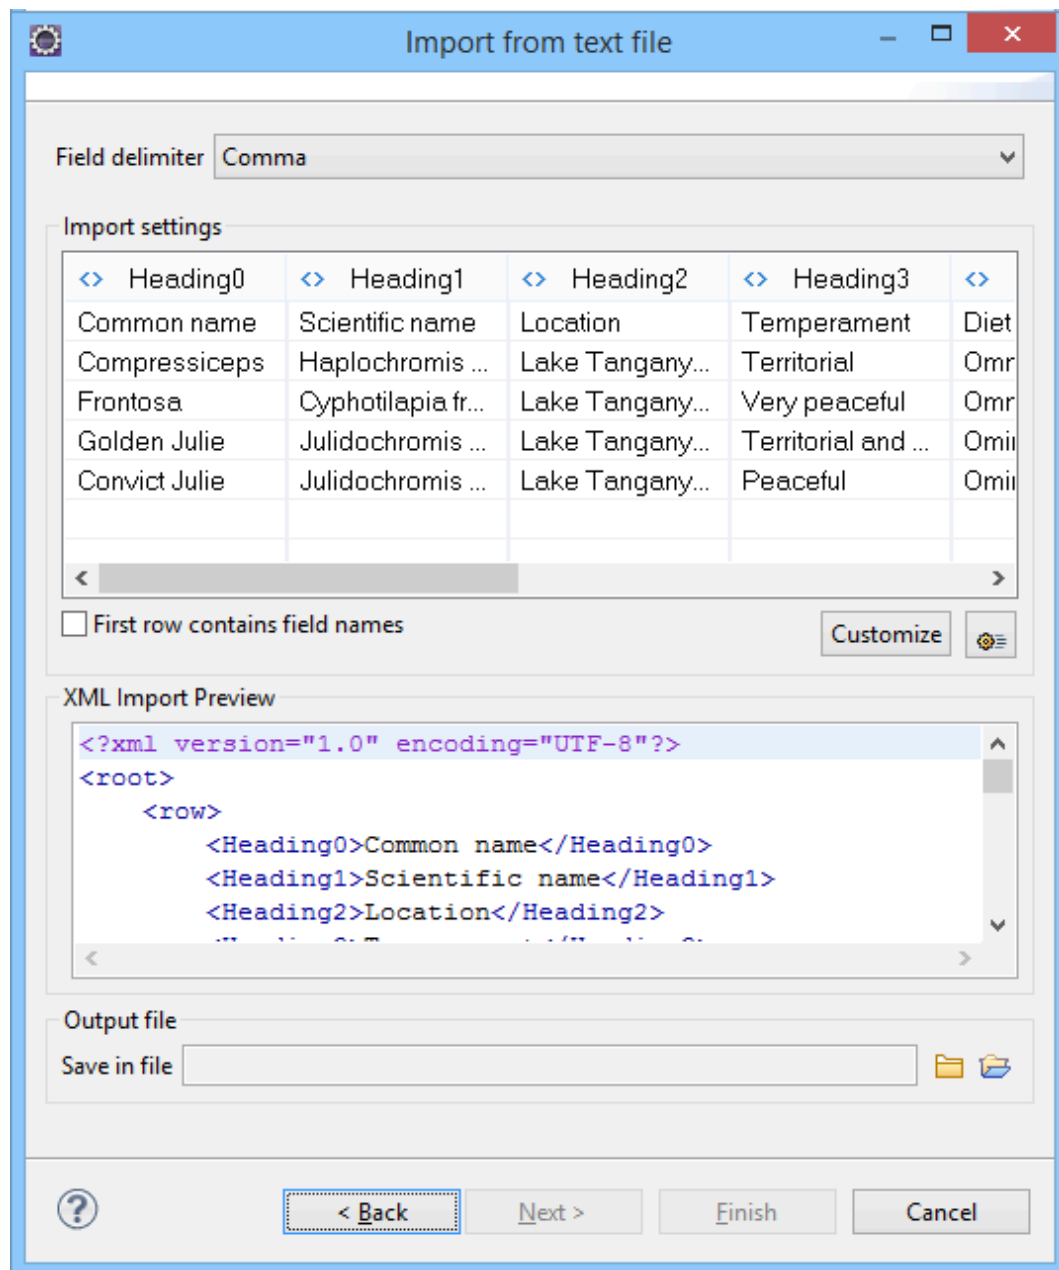 Import from text file
Field delimiter Comma
Import settings
<> Heading0 <> Heading1 <> Heading2 <> Heading3 <>
Common name Scientific name Location Temperament Diet
Compressiceps Haplochromis ... Lake Tangany... Territorial
Frontosa Cyphotilapia fr... Lake Tangany... Very peaceful
Golden Julie Julidochromis ... Lake Tangany... Territorial and ...
Convict Julie Julidochromis ... Lake Tangany... Peaceful
First row contains field names Customize
XML Import Preview
<?xml version="1.0" encoding="UTF-8"?>
<root>
<row>
<Heading0>Common name</Heading0>
<Heading1>Scientific name</Heading1>
<Heading2>Location</Heading2>
Output file
Save in file
? < Back Next > Finish Cancel